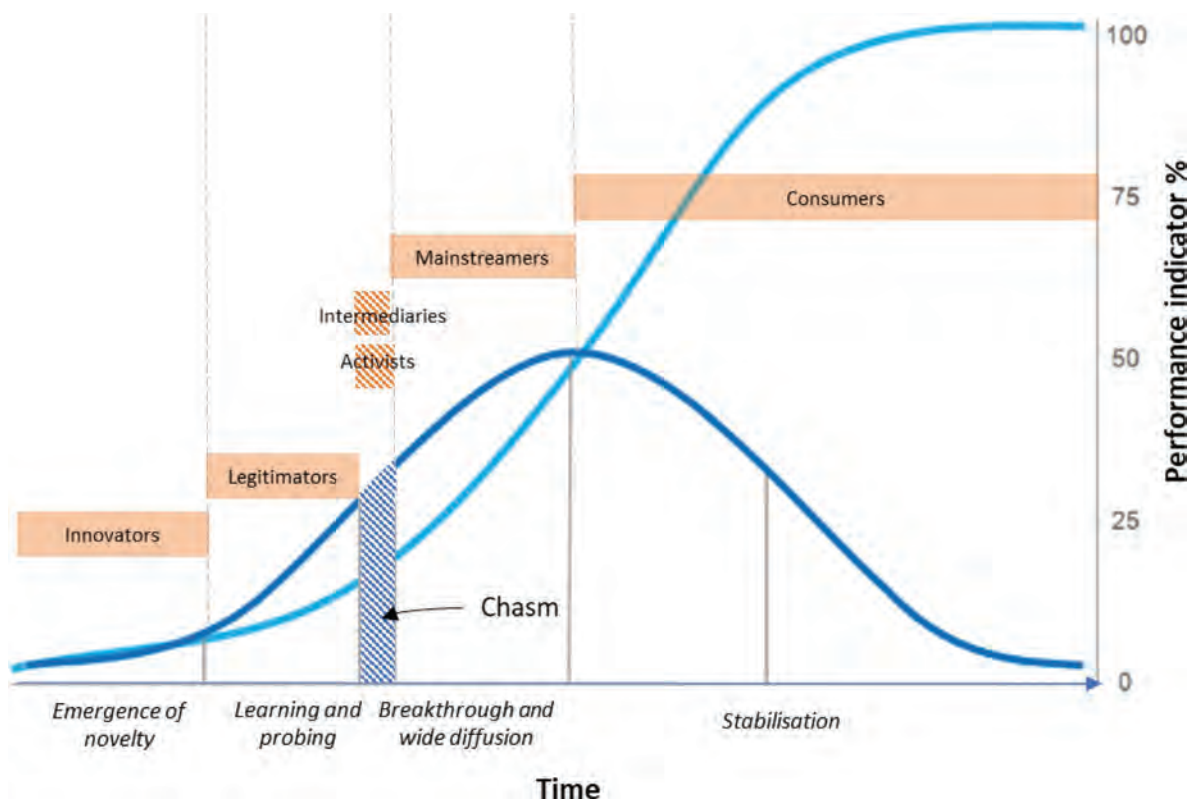 100
75
50
25
0
Performance indicator %
Consumers
Mainstreamers
Intermediaries
Activists
Legitimators
Innovators
Chasm
Emergence of
novelty
Learning and
probing
Breakthrough and
wide diffusion
Stabilisation
Time